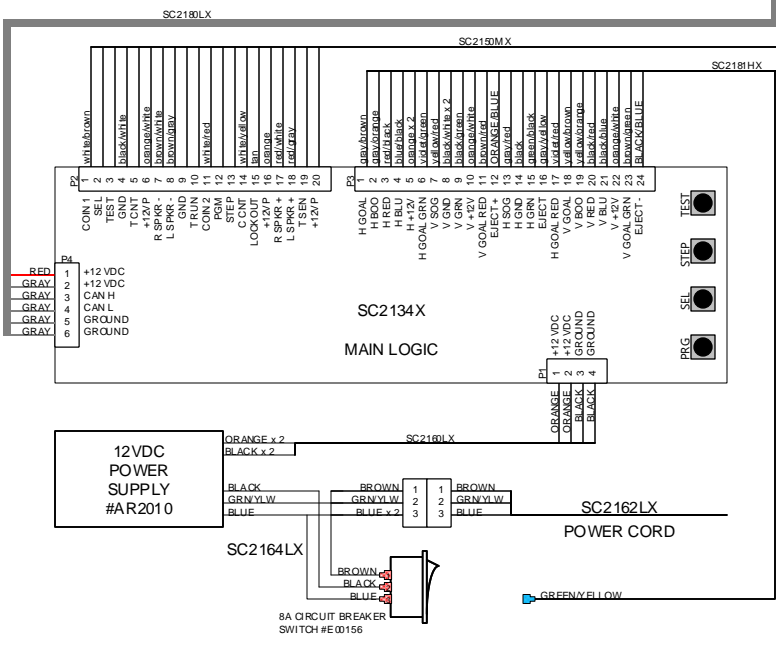 SC2180LX
SC2150MX
SC2181HX
white/brown
black/white
orange/white
brown/white
brown/gray
white/red
white/yellow
tan
orange/white
red/white
red/gray
gray/brown
gray/orange
red/black
blue/black
orange x 2
violet/green
yellow/red
black/white x 2
black/green
orange/white
brown/red
ORANGE/BLUE
gray/red
black
green/black
gray/yellow
violet/red
yellow/brown
yellow/orange
black/red
black/blue
orange/white
brown/green
BLACK/BLUE
P2
1 2 3 4 5 6 7 8 9 10 11 12 13 14 15 16 17 18 19 20
P3
1 2 3 4 5 6 7 8 9 10 11 12 13 14 15 16 17 18 19 20 21 22 23 24
COIN 1
SEL
TEST
GND
T CNT
+12VP
R SPKR -
L SPKR -
GND
T RUN
COIN 2
PGM
STEP
C CNT
LOCKOUT
+12VP
R SPKR +
L SPKR +
T SEN
+12VP
H GOAL
H BOO
H RED
H BLU
H +12V
H GOAL GRN
V SOG
V GND
V GRN
V +12V
V GOAL RED
EJECT+
H SOG
H GND
H GRN
EJECT
H GOAL RED
V GOAL
V BOO
V RED
V BLU
V +12V
V GOAL GRN
EJECT-
TEST
STEP
SEL
PRG
P4
RED 1 +12 VDC
GRAY 2 +12 VDC
GRAY 3 CAN H
GRAY 4 CAN L
GRAY 5 GROUND
GRAY 6 GROUND
SC2134X
MAIN LOGIC
+12 VDC
+12 VDC
GROUND
GROUND
P1
1 2 3 4
ORANGE
ORANGE
BLACK
BLACK
12VDC
POWER
SUPPLY
#AR2010
ORANGE x 2
BLACK x 2
SC2160LX
BLACK
GRN/YLW
BLUE
BROWN 1 1 BROWN
GRN/YLW 2 2 GRN/YLW
BLUE x 2 3 3 BLUE
SC2162LX
POWER CORD
SC2164LX
BROWN
BLACK
BLUE
8A CIRCUIT BREAKER
SWITCH #E00156
GREEN/YELLOW